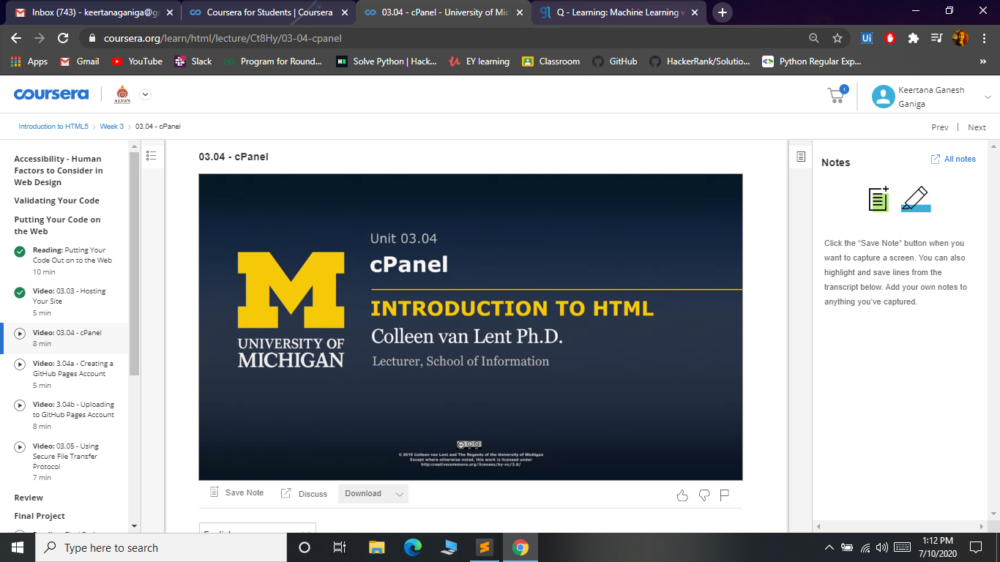 Inbox (743) - keertanaganiga@gr
Coursera for Students | Coursera
03.04 - cPanel - University of Mic
Q - Learning: Machine Learning w
coursera.org/learn/html/lecture/Ct8Hy/03-04-cpanel
Apps
Gmail
YouTube
Slack
Program for Round...
Solve Python | Hack...
EY learning
Classroom
GitHub
HackerRank/Solutio...
Python Regular Exp...
»
coursera
ALVA'S
1
Keertana Ganesh
Ganiga
Introduction to HTML5 > Week 3 > 03.04 - cPanel
Prev | Next
Accessibility - Human
Factors to Consider in
Web Design
Validating Your Code
Putting Your Code on
the Web
Reading: Putting Your
Code Out on to the Web
10 min
Video: 03.03 - Hosting
Your Site
5 min
Video: 03.04 - cPanel
8 min
Video: 3.04a - Creating a
GitHub Pages Account
5 min
Video: 3.04b - Uploading
to GitHub Pages Account
8 min
Video: 03.05 - Using
Secure File Transfer
Protocol
7 min
Review
Final Project
03.04 - cPanel
Unit 03.04
cPanel
INTRODUCTION TO HTML
Colleen van Lent Ph.D.
Lecturer, School of Information
M
UNIVERSITY OF
MICHIGAN
© 2015 Colleen van Lent and The Regents of the University of Michigan
Except where otherwise noted, this work is licensed under
http:creativecommons.org/licenses/by-nc/3.0/
Save Note
Discuss
Download
Notes
All notes
Click the “Save Note” button when you
want to capture a screen. You can also
highlight and save lines from the
transcript below. Add your own notes to
anything you’ve captured.
Type here to search
1:12 PM
7/10/2020